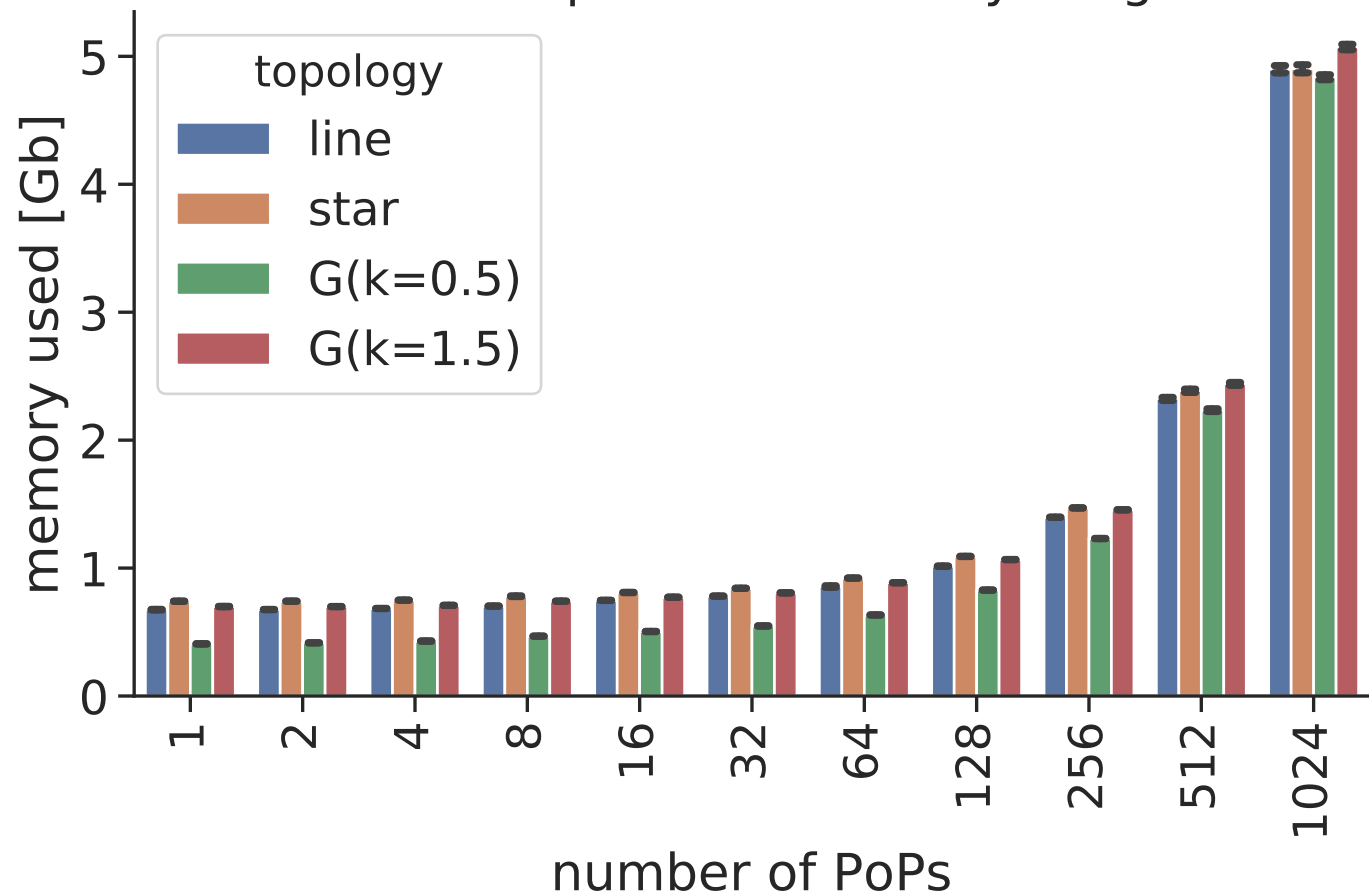 5
4
3
2
1
0
memory used [Gb]
topology
line
star
G(k=0.5)
G(k=1.5)
1
2
4
8
16
32
64
128
256
512
1024
number of PoPs